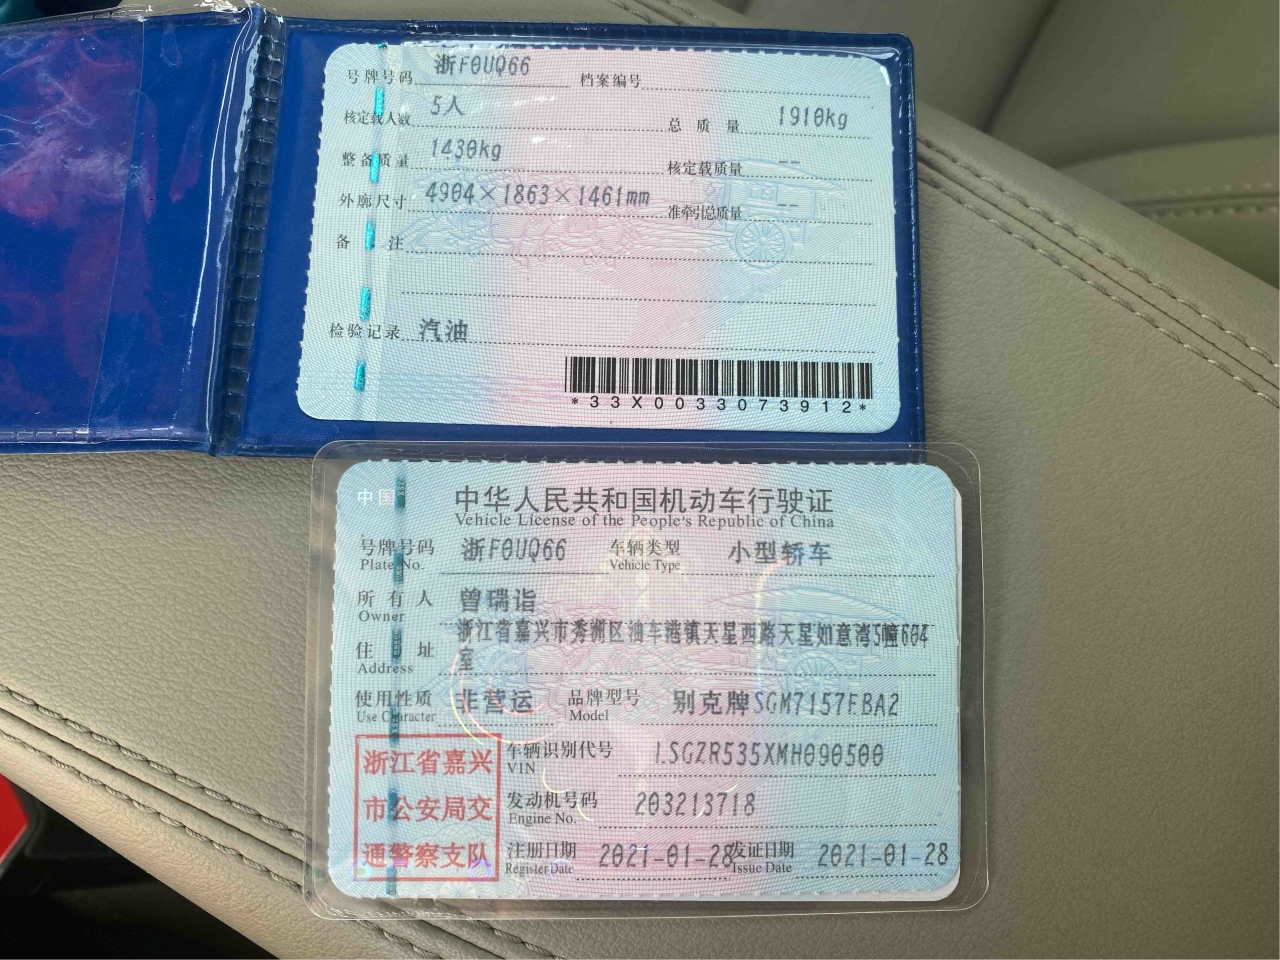 号牌号码 浙F0UQ66 档案编号
核定载人数 5人 总质量 1910kg
整备质量 1430kg 核定载质量 --
外廓尺寸 4904×1863×1461mm 准牵引总质量 --
备注
检验记录 汽油
*33X0033073912*
中国
中华人民共和国机动车行驶证
Vehicle License of the People's Republic of China
号牌号码 浙F0UQ66 车辆类型 小型轿车
Plate No. Vehicle Type
所有人 曾瑞诣
Owner
浙江省嘉兴市秀洲区油车港镇天星西路天星如意湾5幢604
住址 室
Address
使用性质 非营运 品牌型号 别克牌SGM7157EBA2
Use Character Model
浙江省嘉兴
市公安局交
通警察支队
车辆识别代号 LSGZR535XMH090500
VIN
发动机号码 203213718
Engine No.
注册日期 2021-01-28 发证日期 2021-01-28
Register Date Issue Date